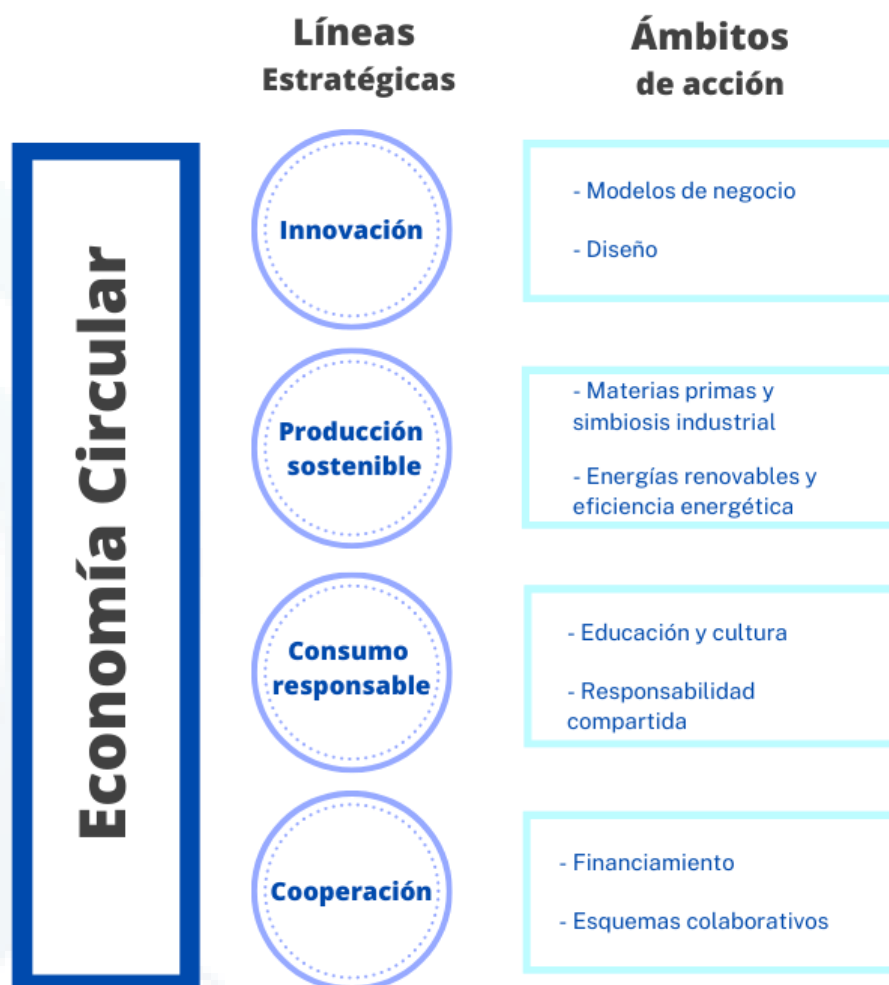 Líneas
Estratégicas
Ámbitos
de acción
Economía Circular
Innovación
- Modelos de negocio
- Diseño
Producción
sostenible
- Materias primas y
simbiosis industrial
- Energías renovables y
eficiencia energética
Consumo
responsable
- Educación y cultura
- Responsabilidad
compartida
Cooperación
- Financiamiento
- Esquemas colaborativos